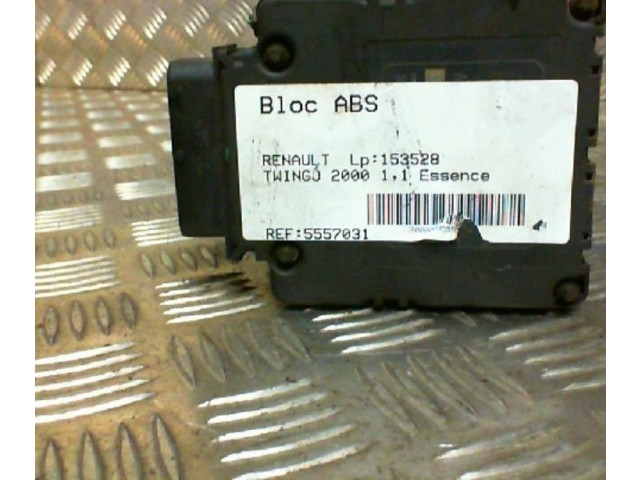 Bloc ABS
RENAULT Lp:153528
TWINGO 2000 1,1 Essence
REF:5557031